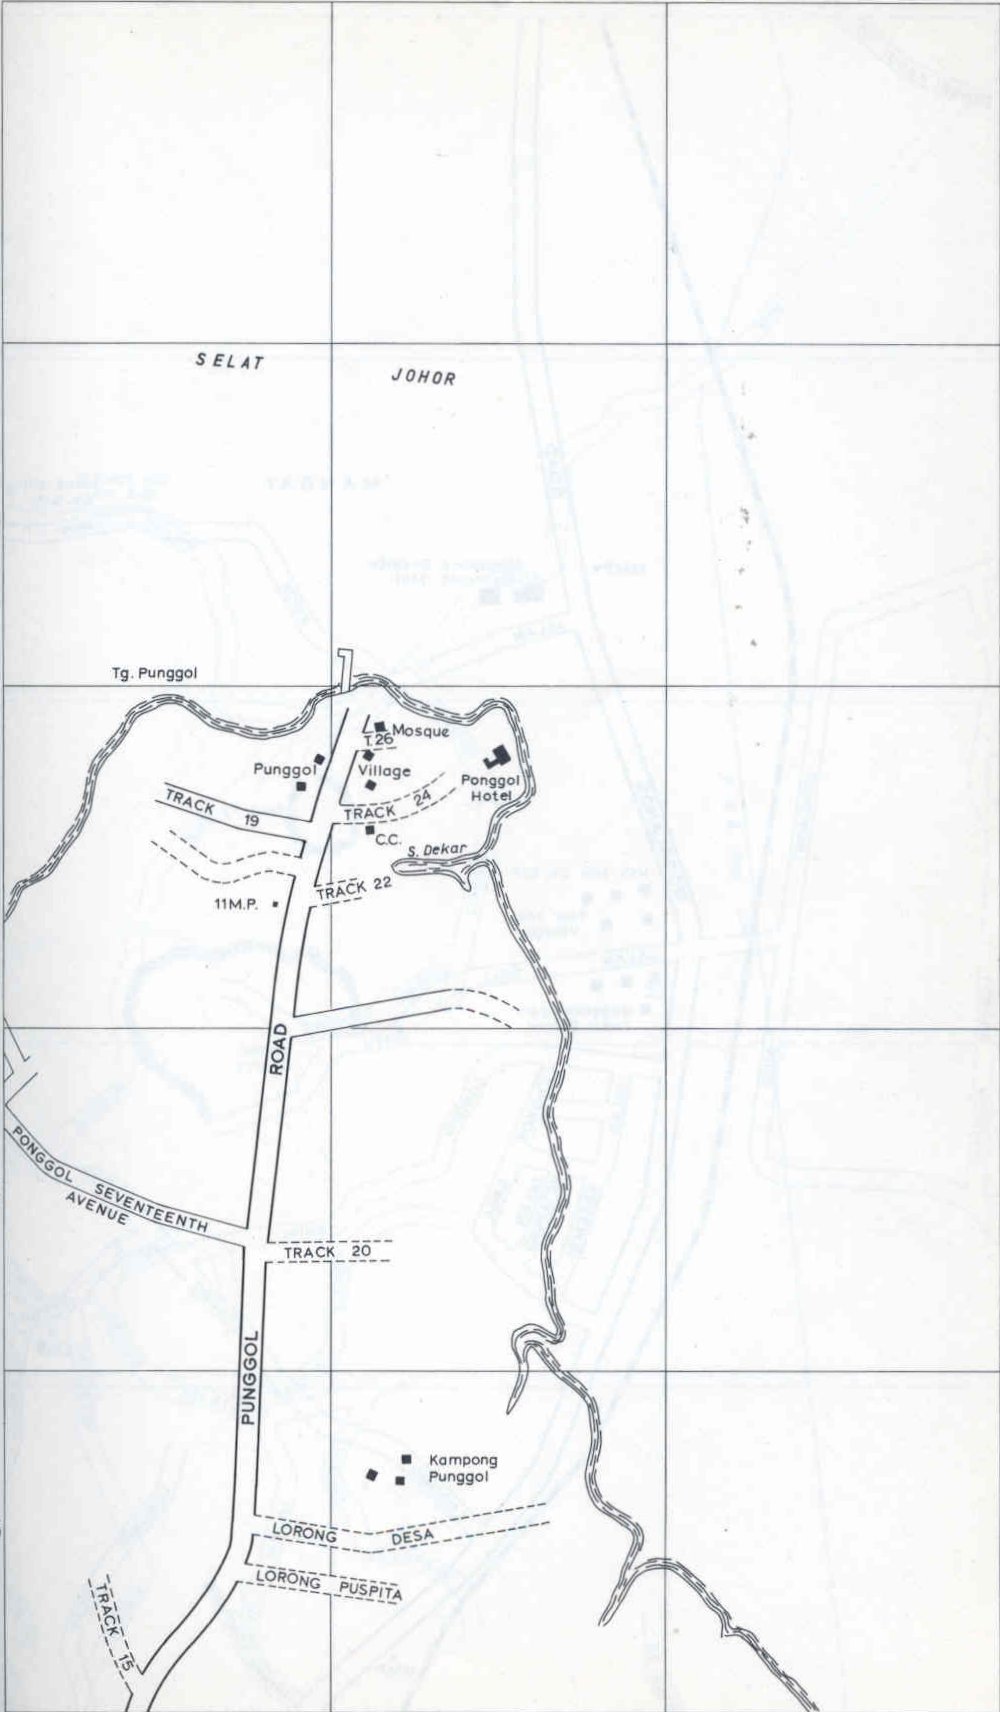 SELAT
JOHOR
Tg. Punggol
Mosque
T.26
Punggol
Village
Ponggol
Hotel
TRACK 24
TRACK 19
C.C.
S. Dekar
TRACK 22
11M.P.
ROAD
PONGGOL SEVENTEENTH
AVENUE
TRACK 20
PUNGGOL
Kampong
Punggol
LORONG DESA
LORONG PUSPITA
TRACK 15